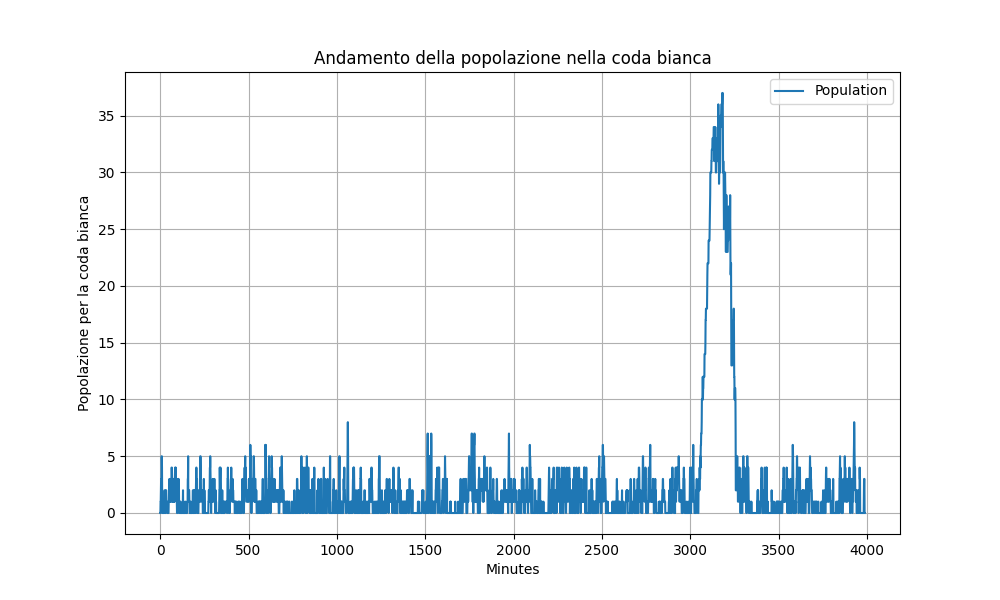 Andamento della popolazione nella coda bianca
Population
Popolazione per la coda bianca
35
30
25
20
15
10
5
0
0 500 1000 1500 2000 2500 3000 3500 4000
Minutes